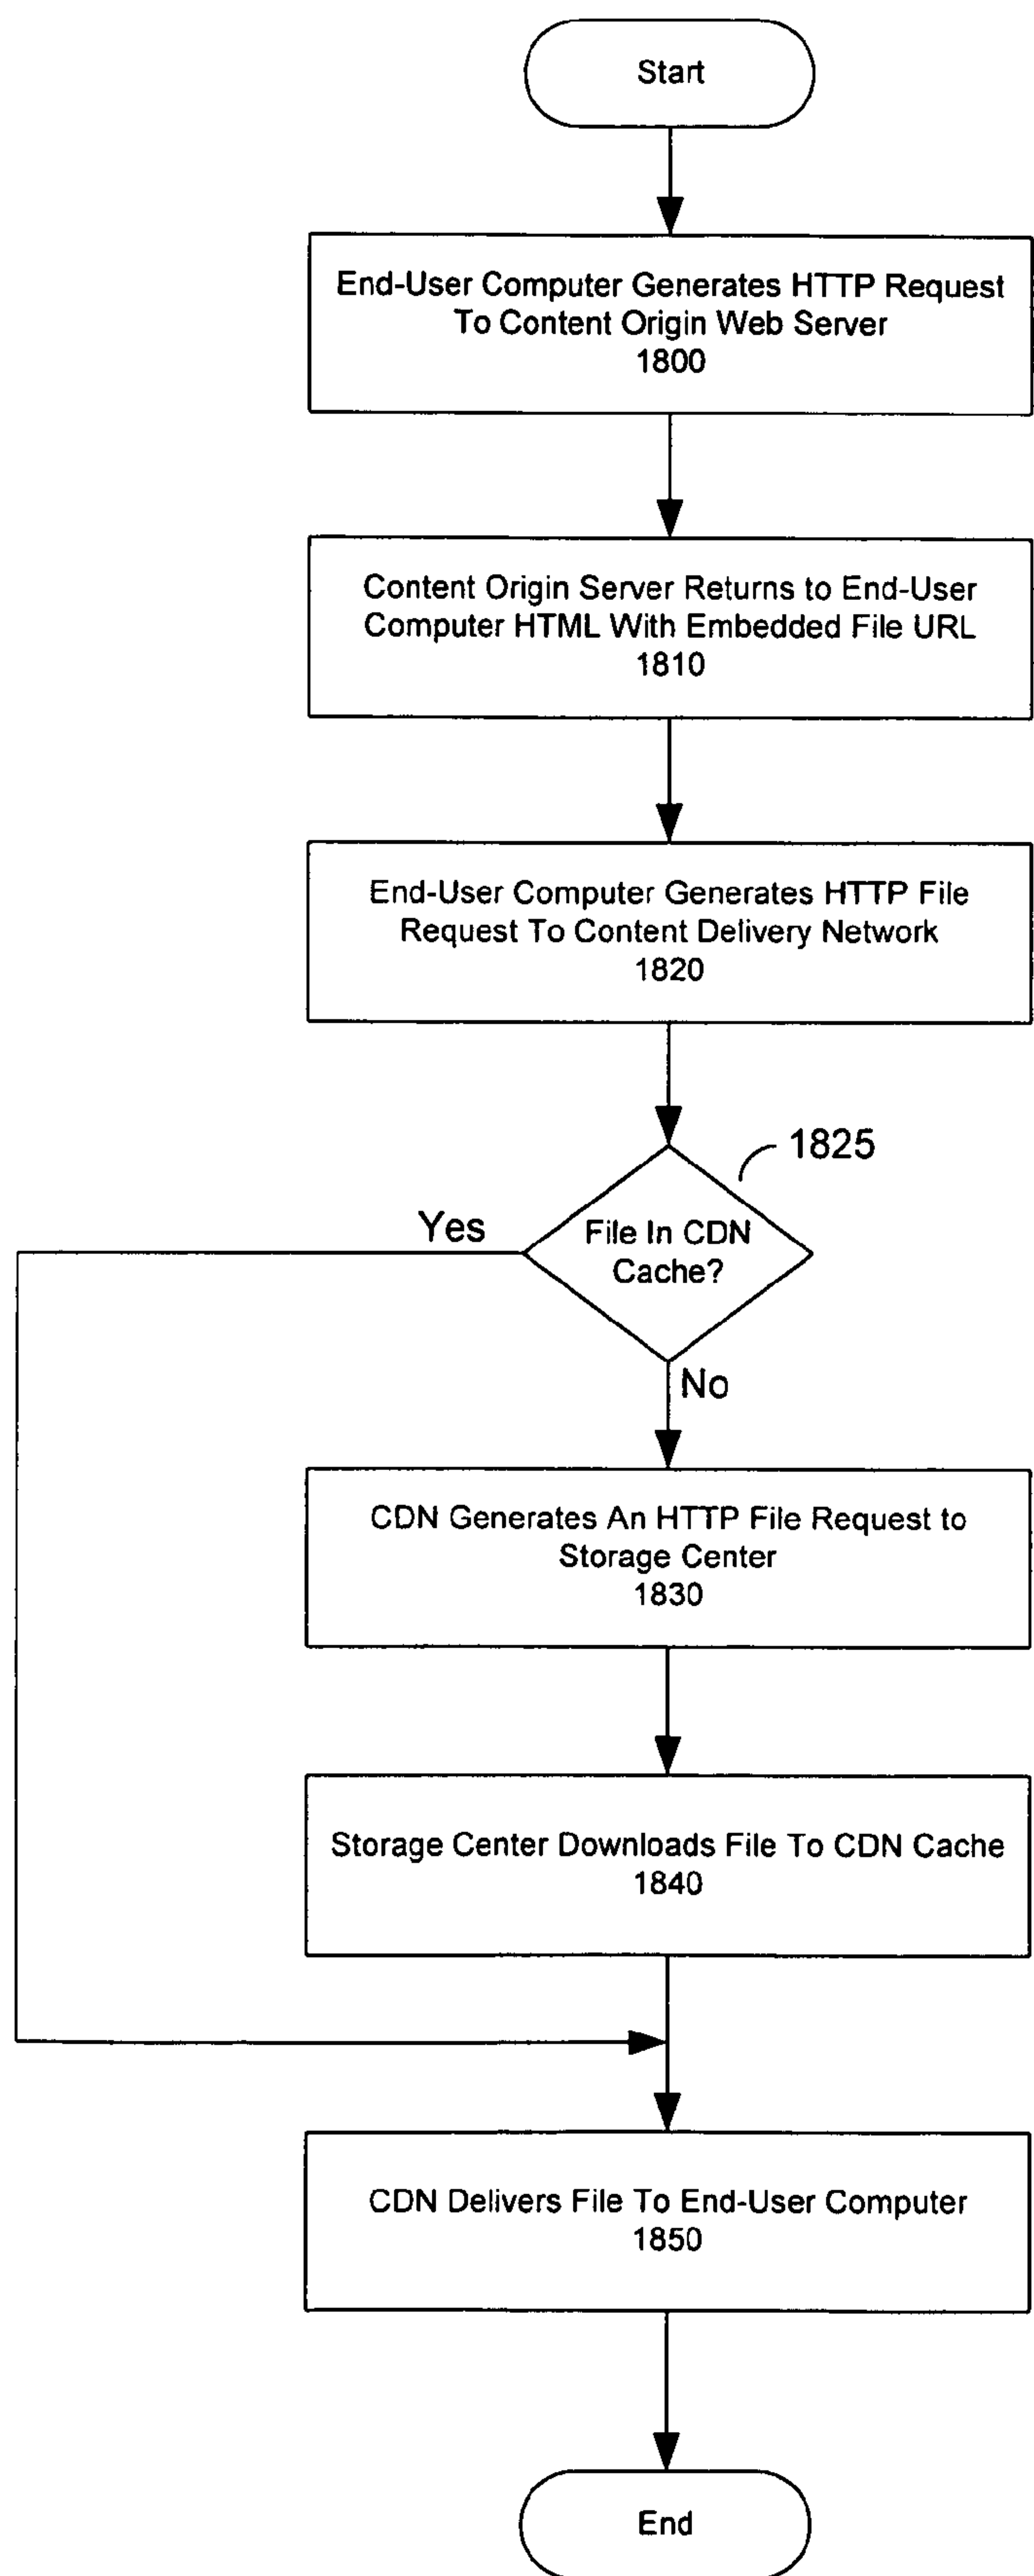 Start
End-User Computer Generates HTTP Request
To Content Origin Web Server
1800
Content Origin Server Returns to End-User
Computer HTML With Embedded File URL
1810
End-User Computer Generates HTTP File
Request To Content Delivery Network
1820
1825
Yes
File In CDN
Cache?
No
CDN Generates An HTTP File Request to
Storage Center
1830
Storage Center Downloads File To CDN Cache
1840
CDN Delivers File To End-User Computer
1850
End